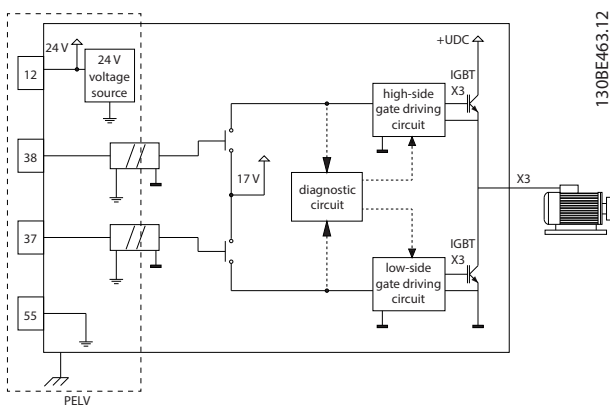 130BE463.12
+UDC
24 V
12
24 V
voltage
source
IGBT
X3
high-side
gate driving
circuit
38
17 V
diagnostic
circuit
X3
37
IGBT
X3
low-side
gate driving
circuit
55
PELV